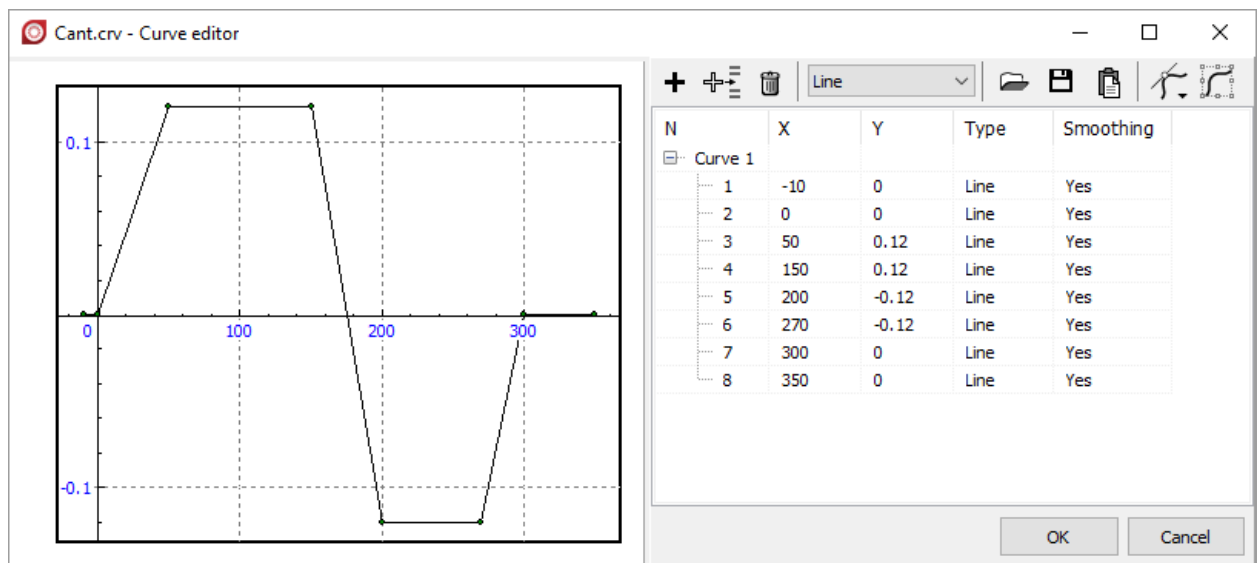 Cant.crv - Curve editor
Line
0.1
0 100 200 300
-0.1
N X Y Type Smoothing
Curve 1
1 -10 0 Line Yes
2 0 0 Line Yes
3 50 0.12 Line Yes
4 150 0.12 Line Yes
5 200 -0.12 Line Yes
6 270 -0.12 Line Yes
7 300 0 Line Yes
8 350 0 Line Yes
OK Cancel